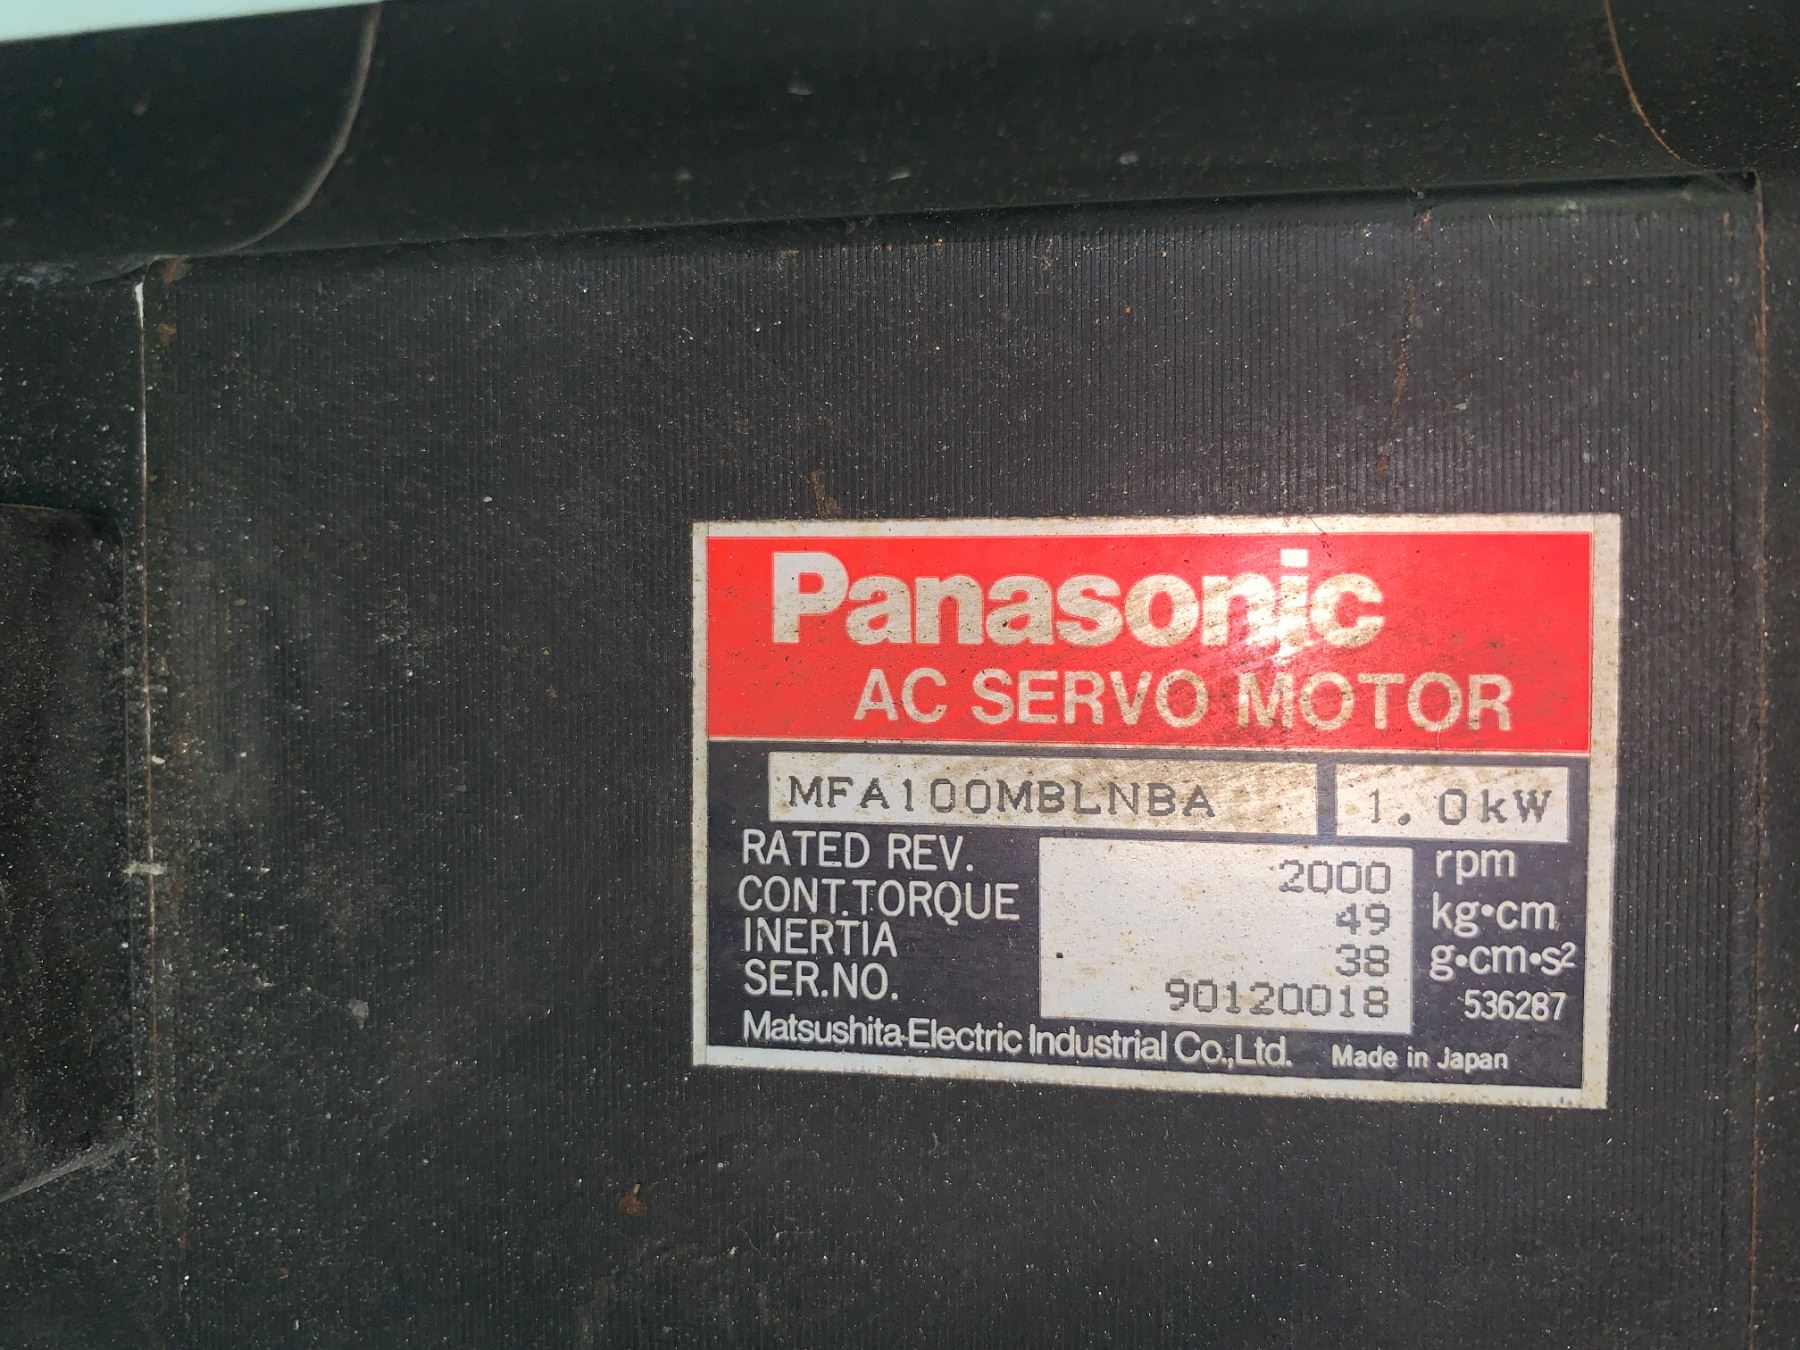 Panasonic
AC SERVO MOTOR
MFA100MBLNBA 1.0kW
RATED REV. 2000 rpm
CONT.TORQUE 49 kg•cm
INERTIA 38 g•cm•s²
SER.NO. 90120018 536287
Matsushita Electric Industrial Co.,Ltd. Made in Japan